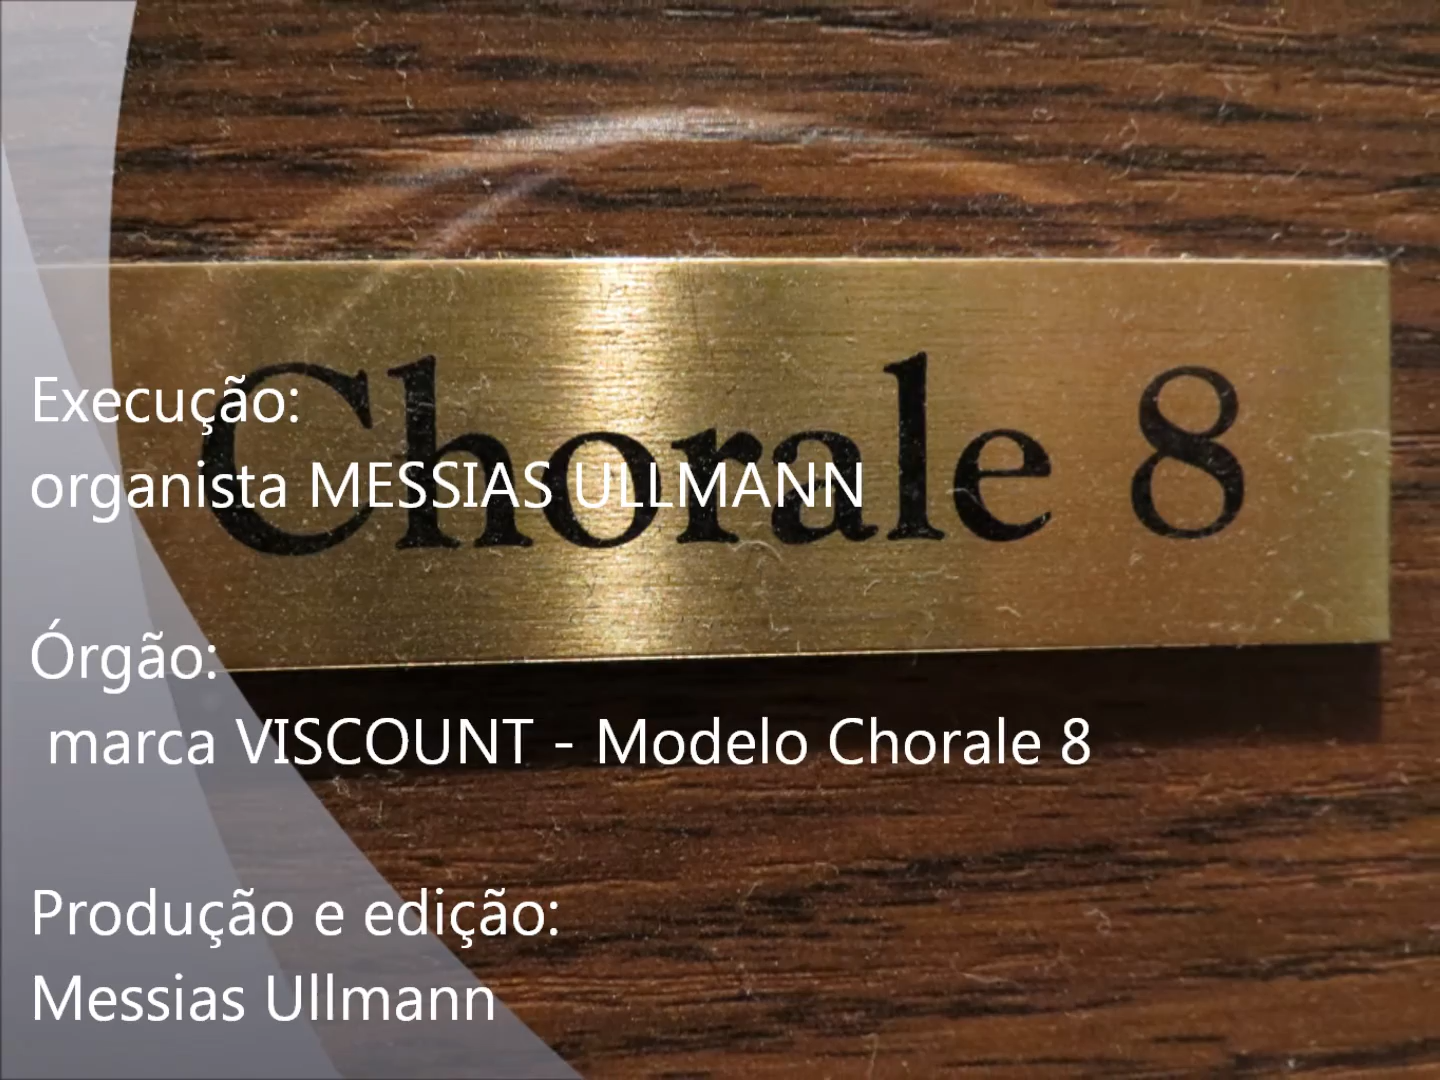 Chorale 8
Execução:
organista MESSIAS ULLMANN
Órgão:
marca VISCOUNT - Modelo Chorale 8
Produção e edição:
Messias Ullmann